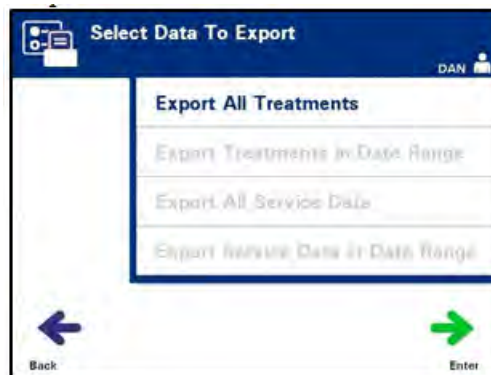 Select Data To Export
DAN
Export All Treatments
Export Treatments in Date Range
Export All Service Data
Export Service Data in Date Range
Back
Enter